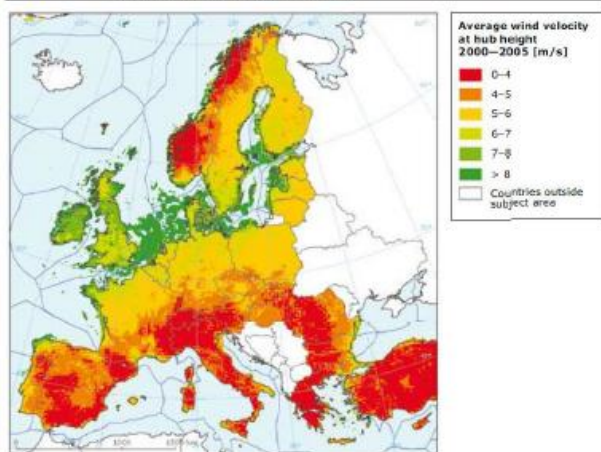 Average wind velocity
at hub height
2000—2005 [m/s]
0–4
4–5
5–6
6–7
7–8
> 8
Countries outside
subject area